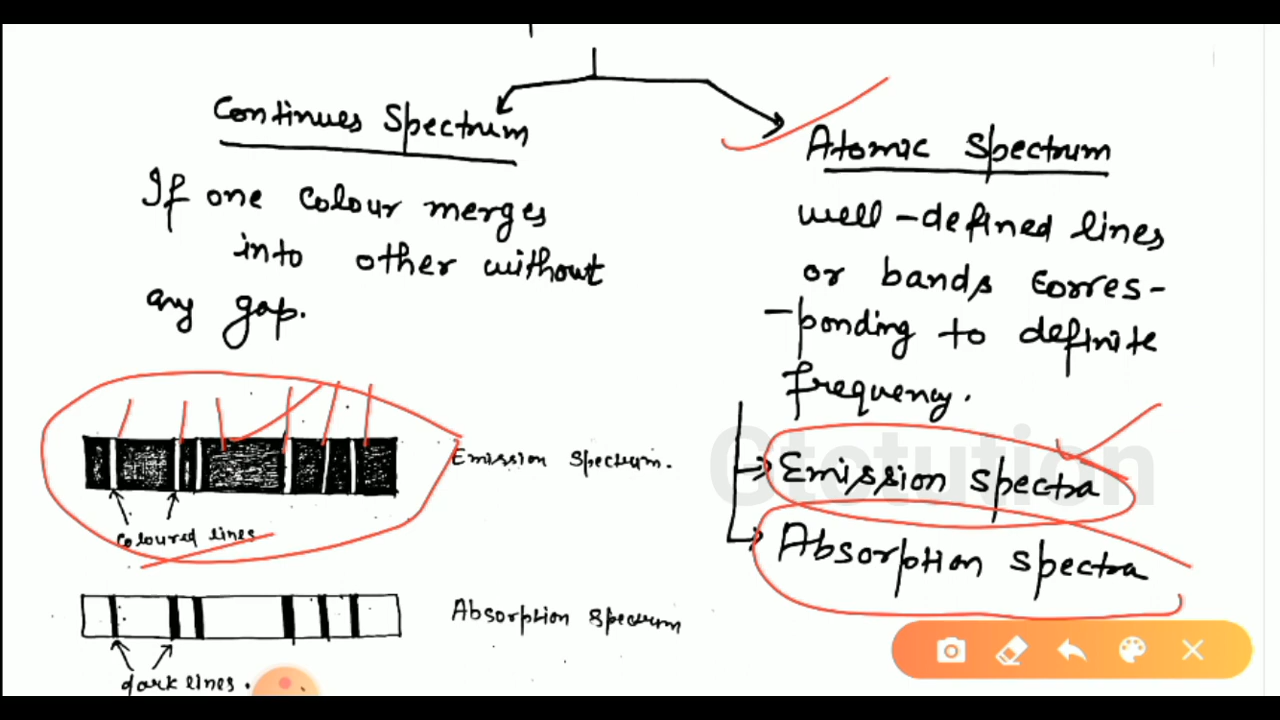 Continues Spectrum
If one colour merges
into other without
any gap.
Atomic Spectrum
well-defined lines
or bands corres-
-ponding to definite
frequency.
Emission Spectra
Absorption Spectra
Emission Spectrum.
coloured lines
Absorption Spectrum
dark lines.
Gtotution